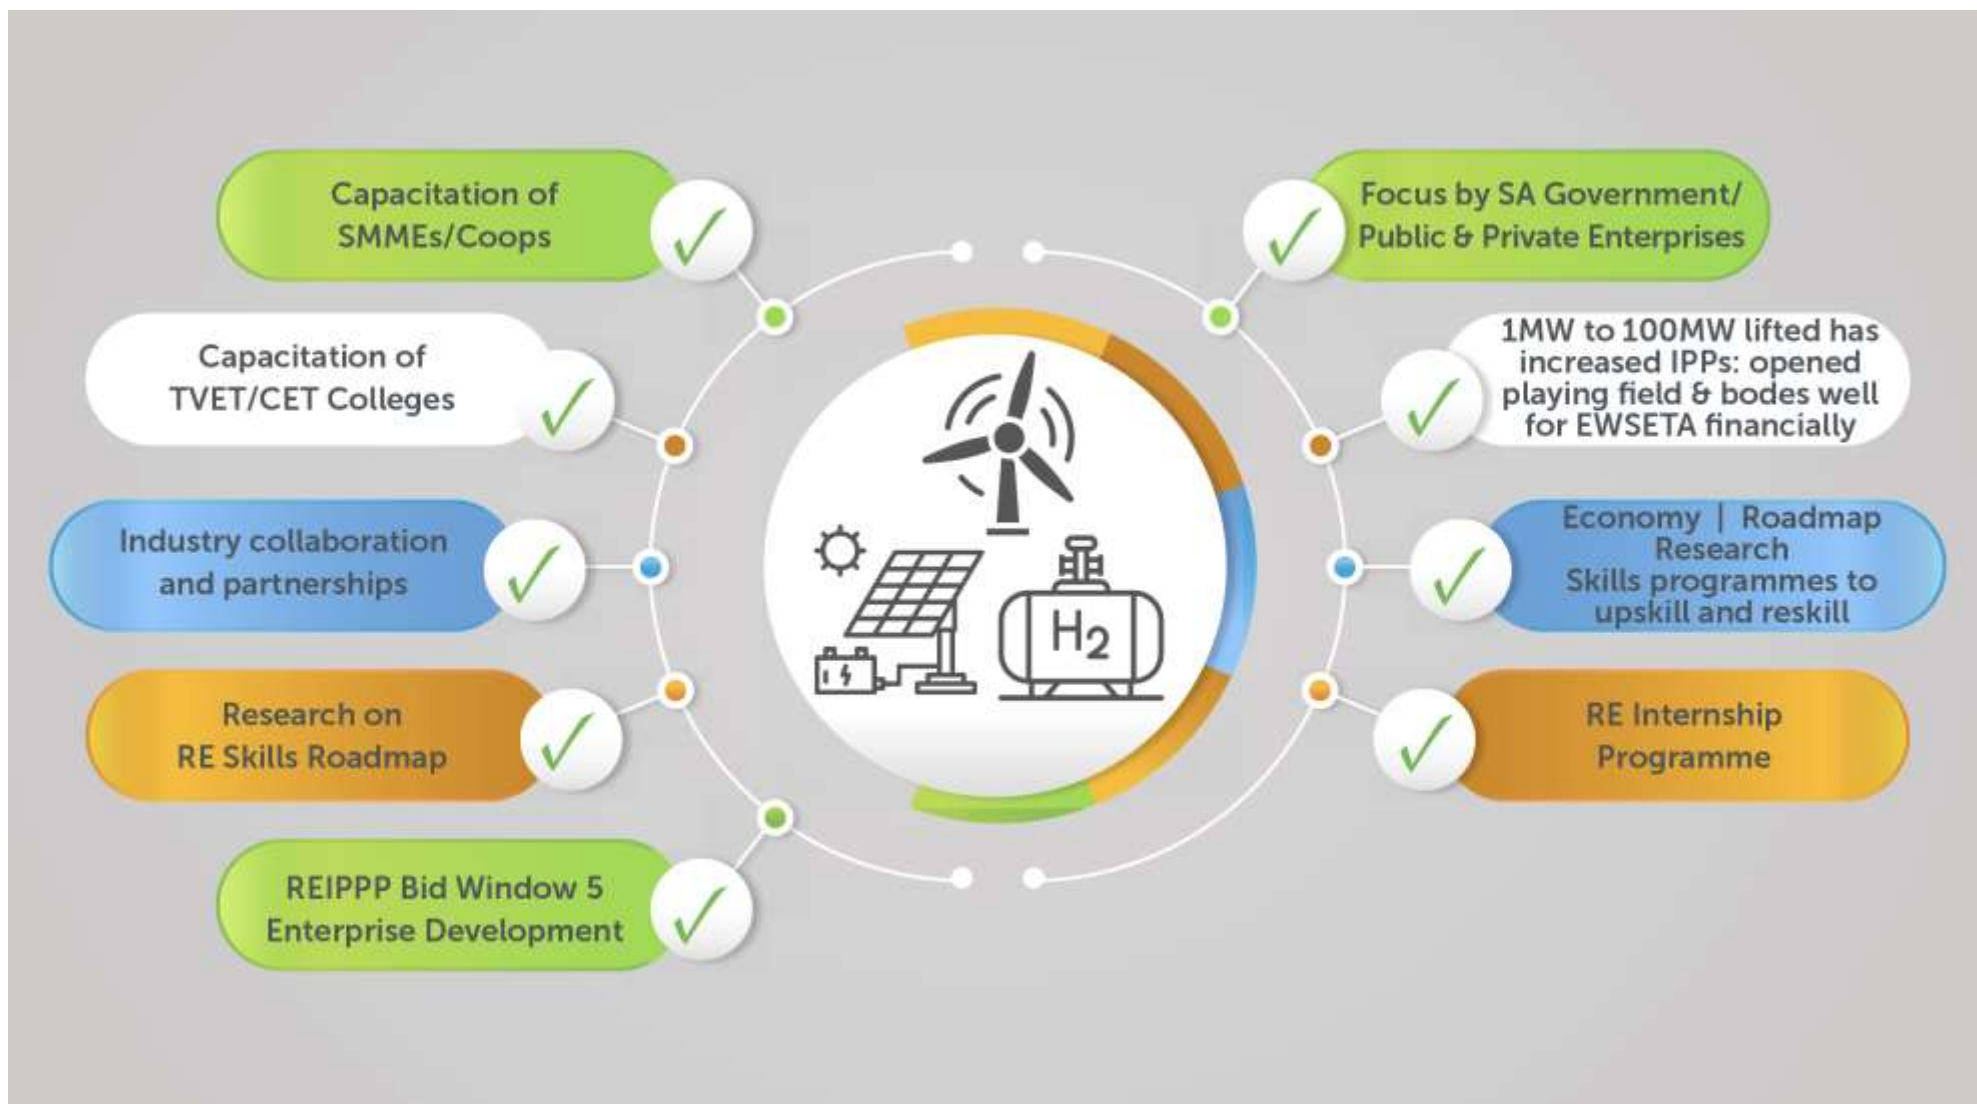 Capacitation of
SMMEs/Coops
Capacitation of
TVET/CET Colleges
Industry collaboration
and partnerships
Research on
RE Skills Roadmap
REIPPP Bid Window 5
Enterprise Development
H2
Focus by SA Government/
Public & Private Enterprises
1MW to 100MW lifted has
increased IPPs: opened
playing field & bodes well
for EWSETA financially
Economy | Roadmap
Research
Skills programmes to
upskill and reskill
RE Internship
Programme